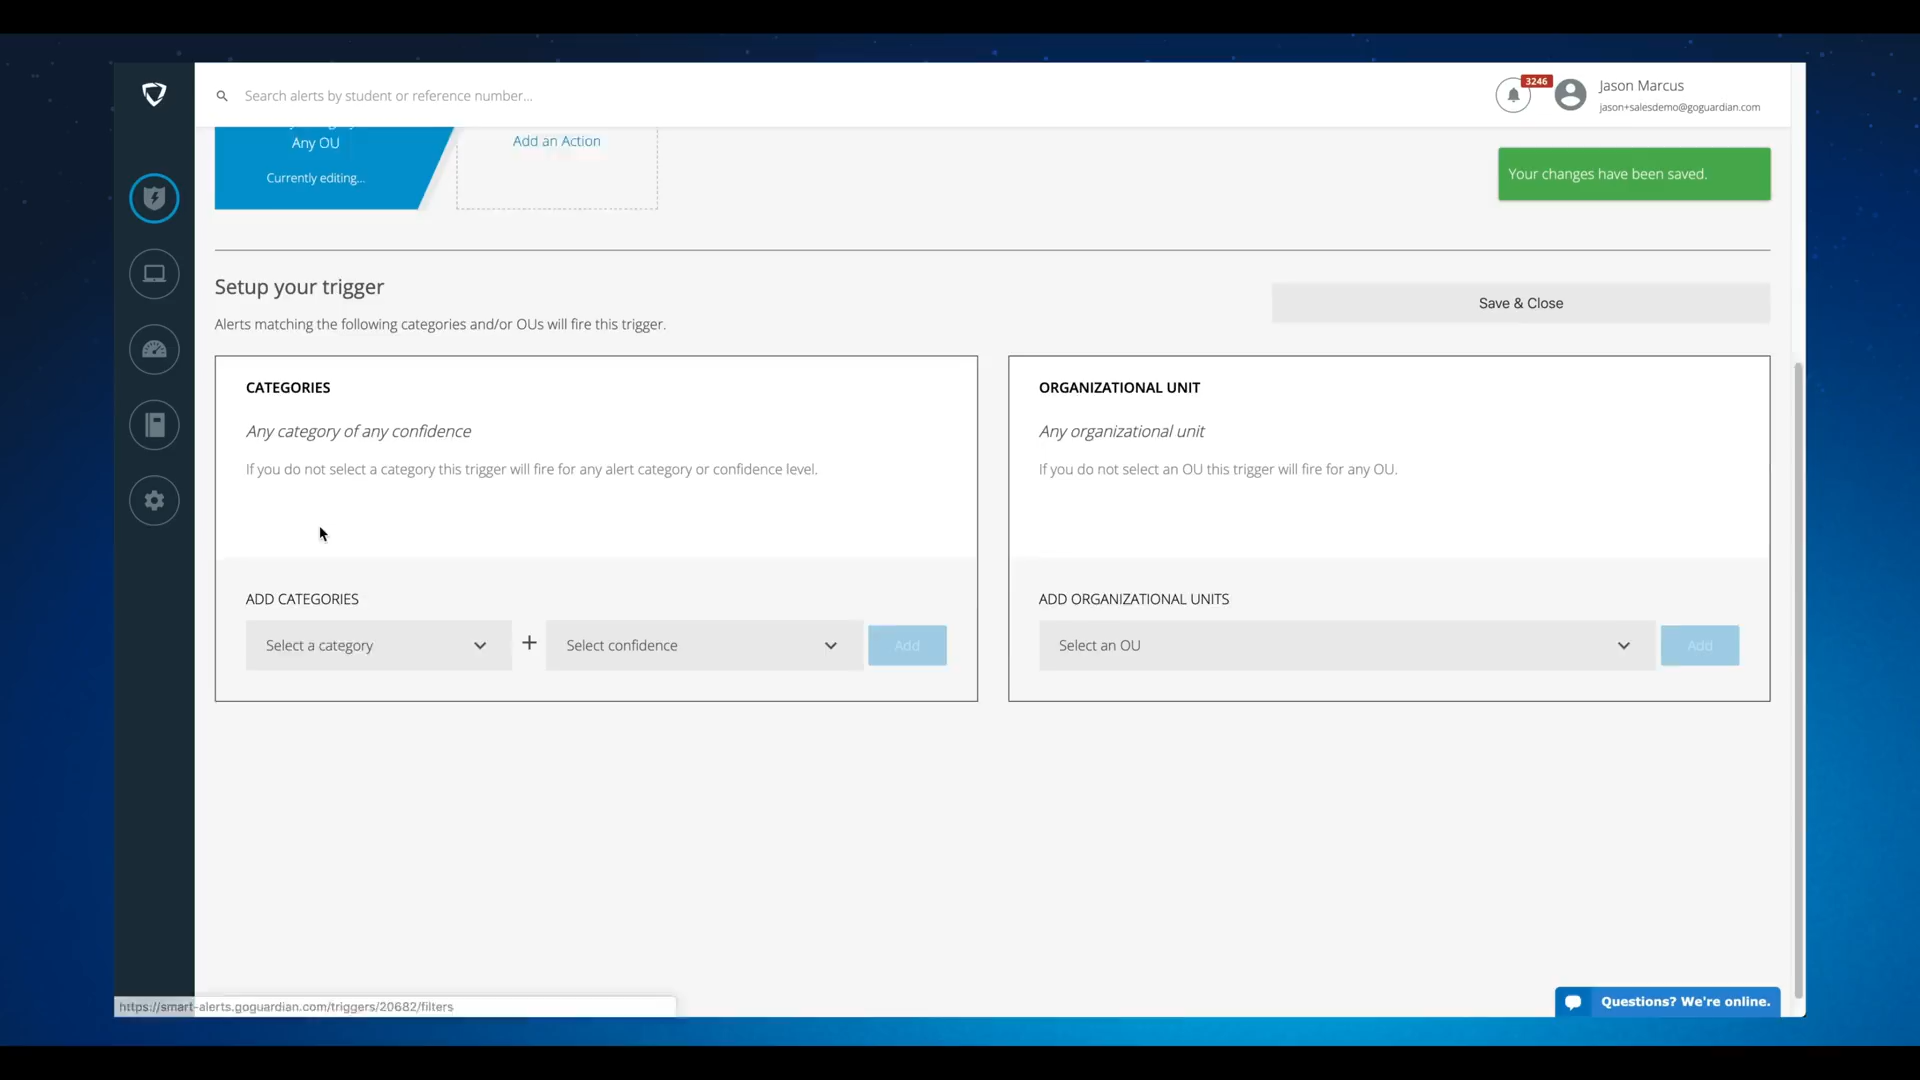 Search alerts by student or reference number...
3246
Jason Marcus
jason+salesdemo@goguardian.com
Any OU
Currently editing...
Add an Action
Your changes have been saved.
Setup your trigger
Alerts matching the following categories and/or OUs will fire this trigger.
Save & Close
CATEGORIES
Any category of any confidence
If you do not select a category this trigger will fire for any alert category or confidence level.
ADD CATEGORIES
Select a category
+
Select confidence
Add
ORGANIZATIONAL UNIT
Any organizational unit
If you do not select an OU this trigger will fire for any OU.
ADD ORGANIZATIONAL UNITS
Select an OU
Add
https://smart-alerts.goguardian.com/triggers/20682/filters
Questions? We're online.